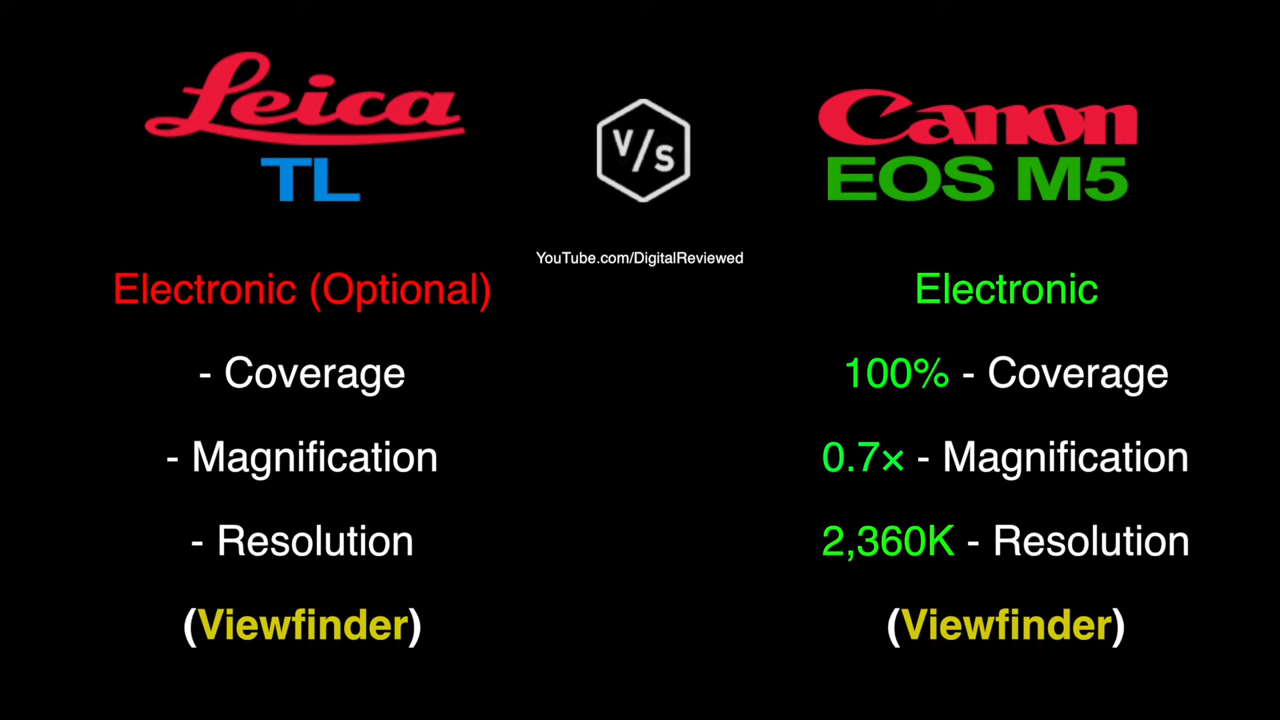 Leica
TL
V/S
Canon
EOS M5
YouTube.com/DigitalReviewed
Electronic (Optional)
- Coverage
- Magnification
- Resolution
(Viewfinder)
Electronic
100% - Coverage
0.7× - Magnification
2,360K - Resolution
(Viewfinder)